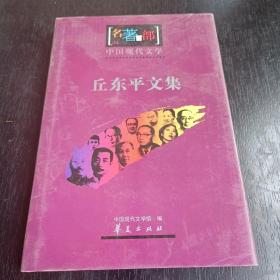 名著部
中国现代文学
丘东平文集
中国现代文学馆 编
华夏出版社